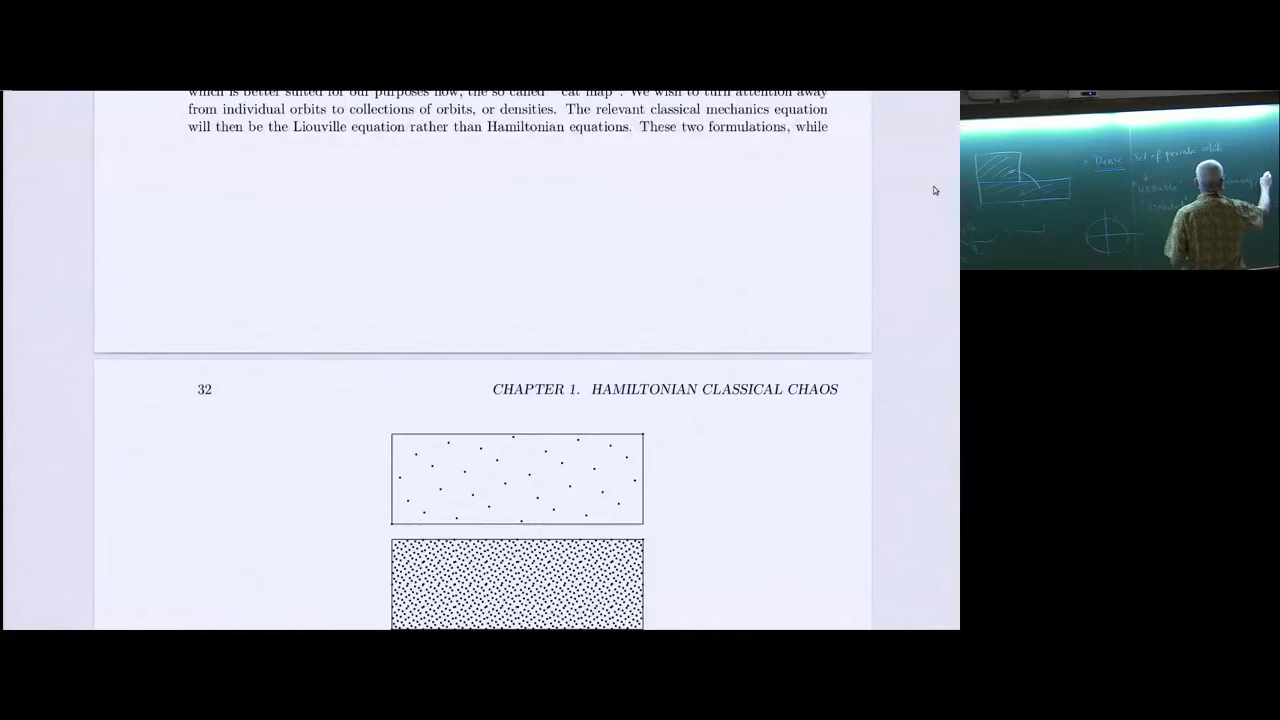 which is better suited for our purposes now, the so called "cat map". We wish to turn attention away
from individual orbits to collections of orbits, or densities. The relevant classical mechanics equation
will then be the Liouville equation rather than Hamiltonian equations. These two formulations, while
32 CHAPTER 1. HAMILTONIAN CLASSICAL CHAOS
Dense Set of periodic orbits
unstable